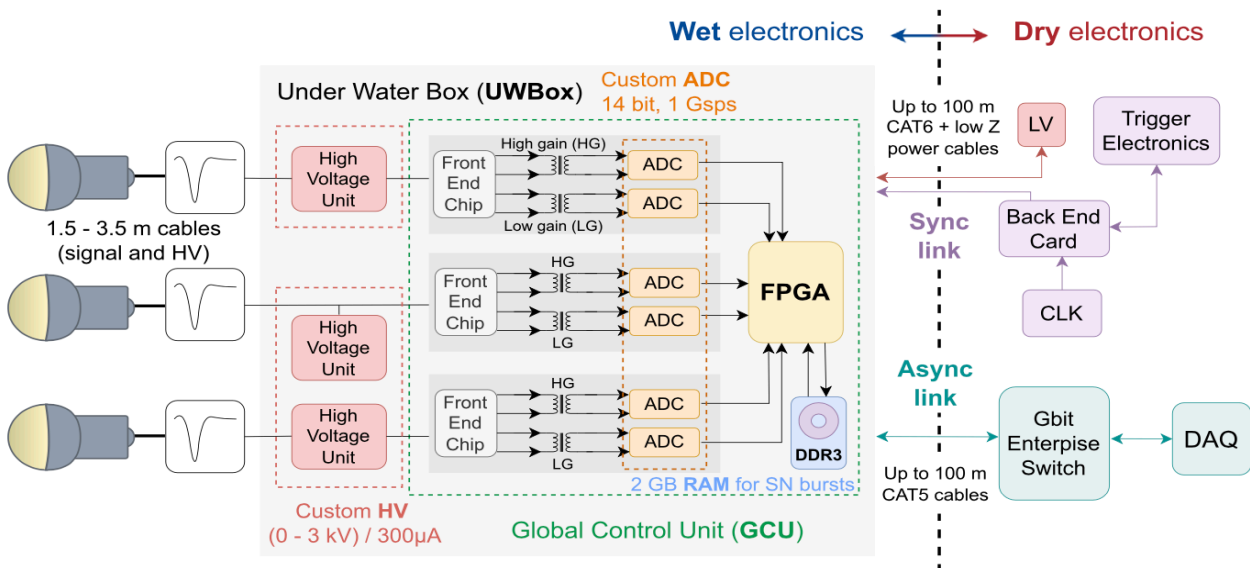 Wet electronics
Dry electronics
Under Water Box (UWBox)
Custom ADC
14 bit, 1 Gsps
Up to 100 m
CAT6 + low Z
power cables
LV
Trigger
Electronics
High gain (HG)
High
Voltage
Unit
Front
End
Chip
ADC
ADC
Low gain (LG)
1.5 - 3.5 m cables
(signal and HV)
Sync
link
Back End
Card
HG
Front
End
Chip
ADC
ADC
LG
High
Voltage
Unit
FPGA
CLK
HG
High
Voltage
Unit
Front
End
Chip
ADC
ADC
LG
DDR3
Async
link
Gbit
Enterpise
Switch
DAQ
2 GB RAM for SN bursts
Up to 100 m
CAT5 cables
Custom HV
(0 - 3 kV) / 300µA
Global Control Unit (GCU)